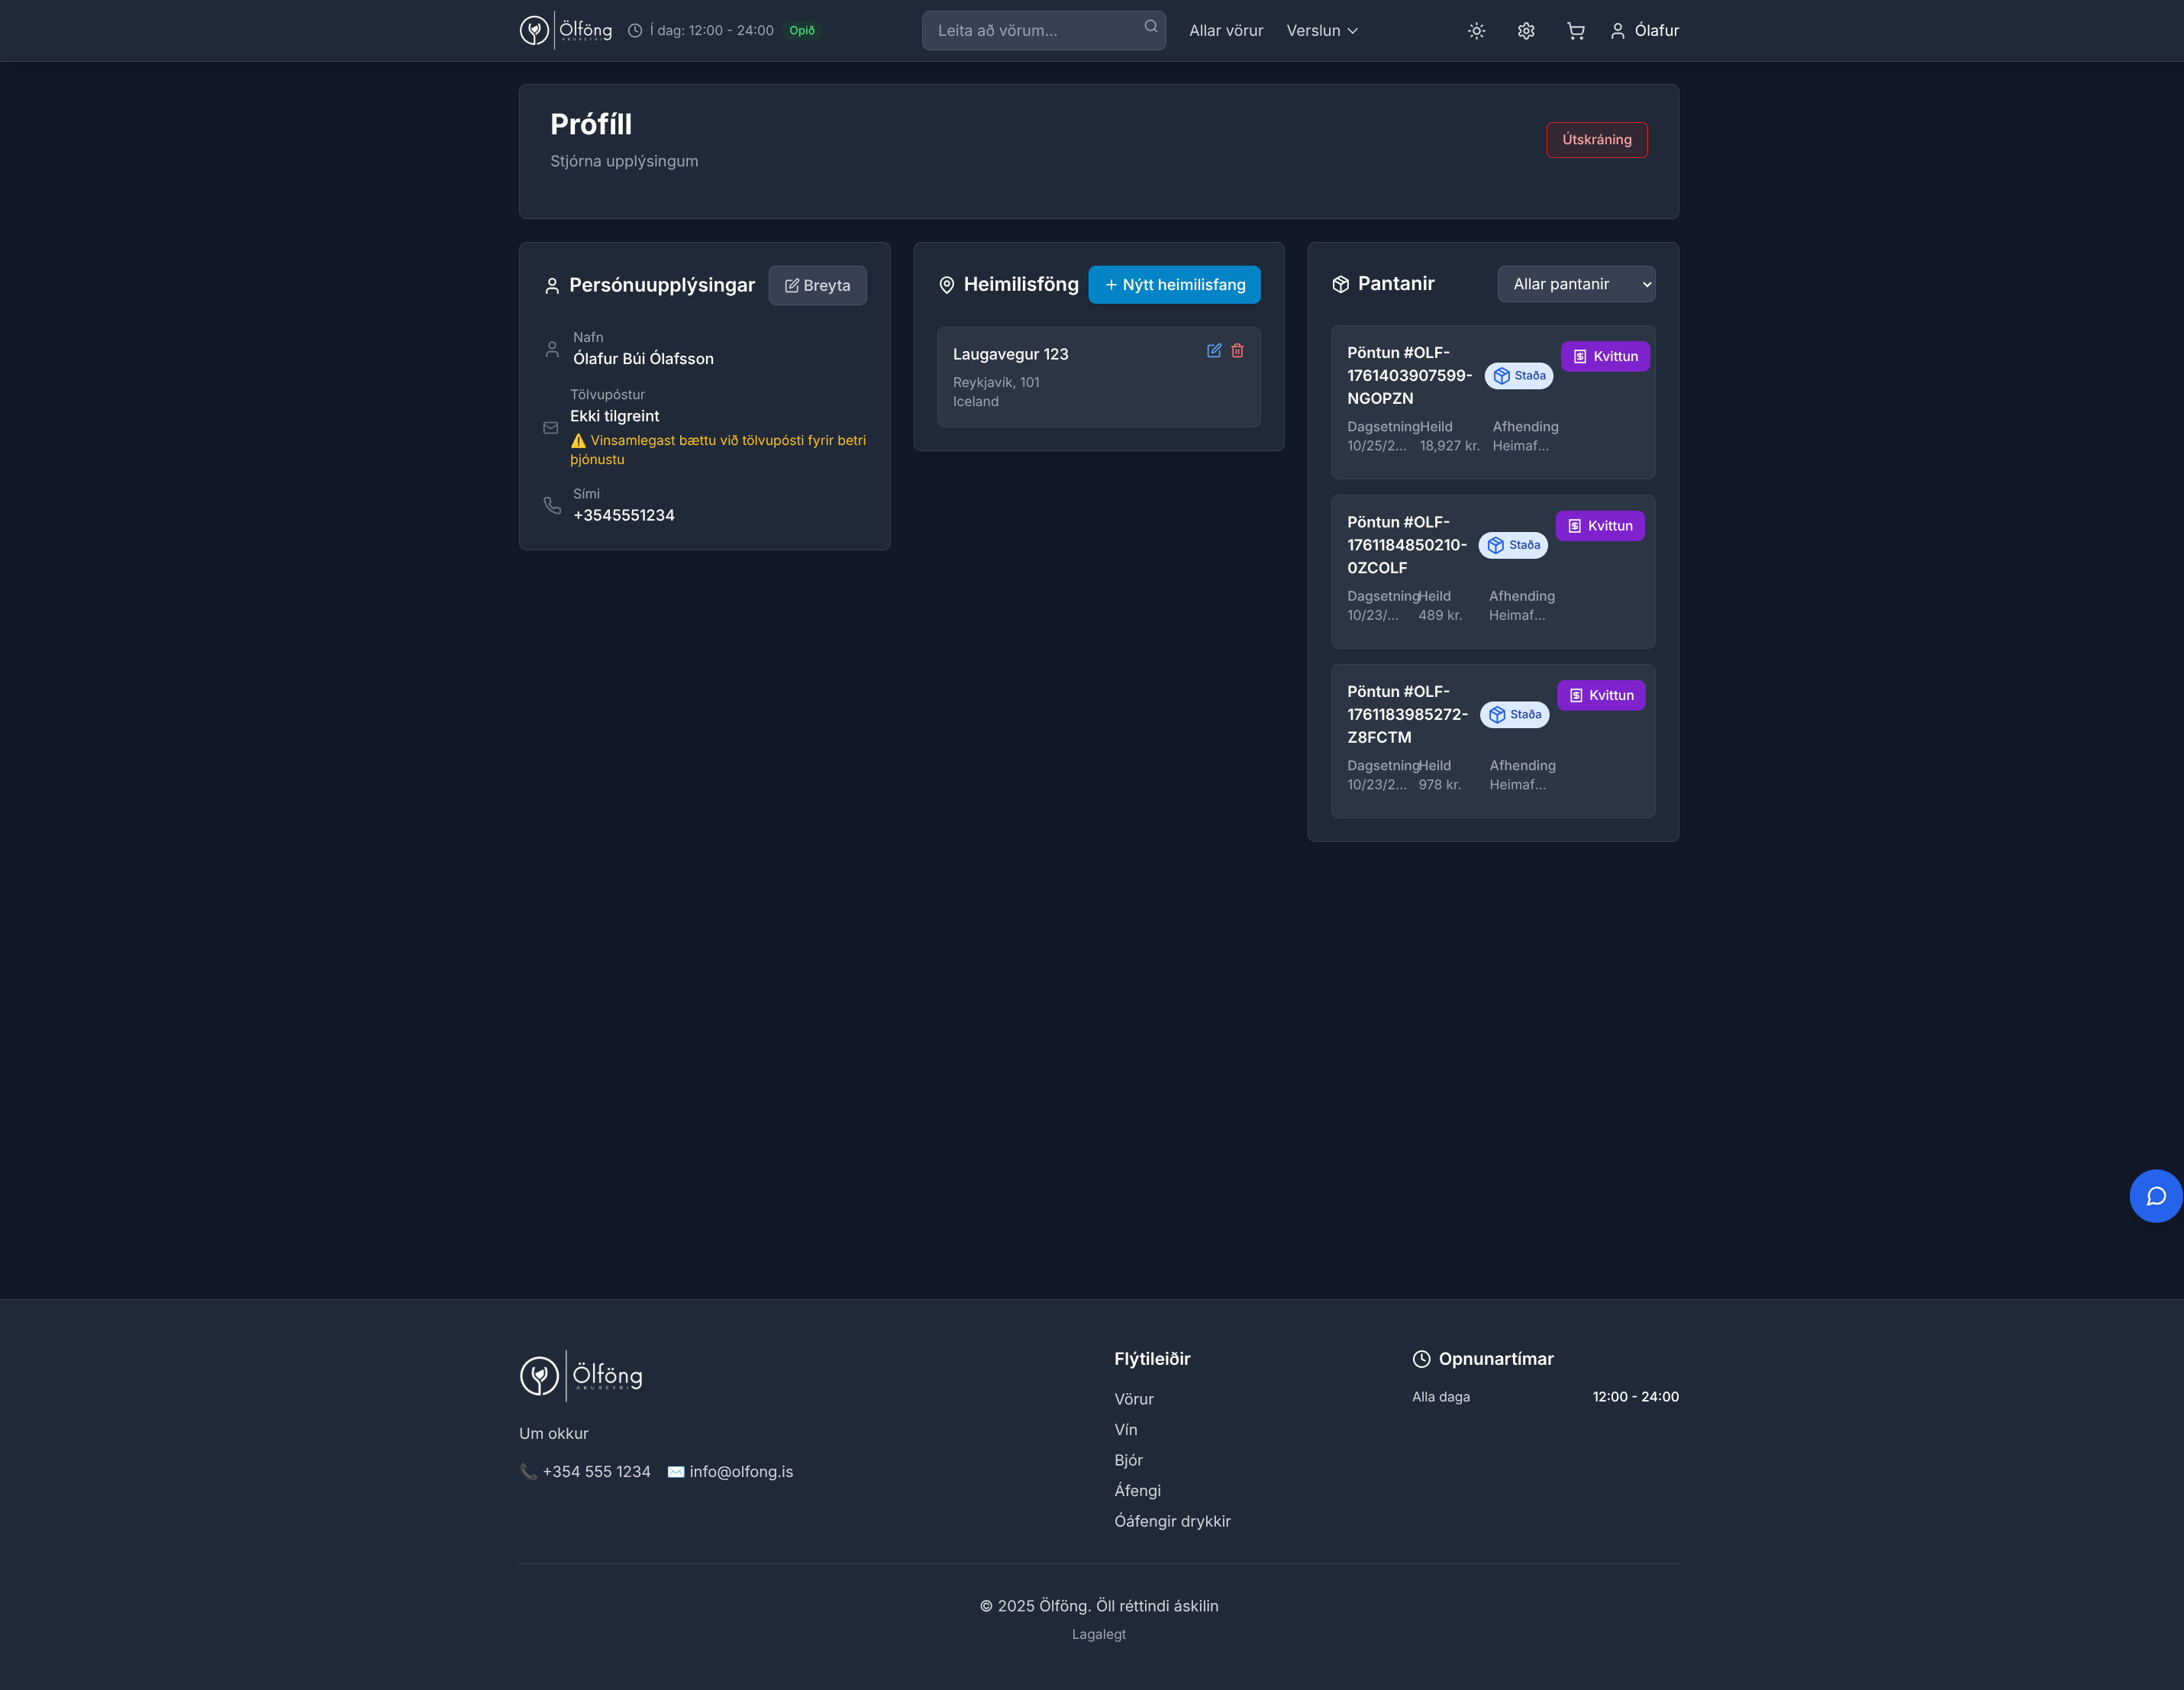 Ölföng
AKUREYRI
Í dag: 12:00 - 24:00
Opið
Leita að vörum...
Allar vörur
Verslun
Ólafur
Prófíll
Stjórna upplýsingum
Útskráning
Persónuupplýsingar
Breyta
Nafn
Ólafur Búi Ólafsson
Tölvupóstur
Ekki tilgreint
⚠️ Vinsamlegast bættu við tölvupósti fyrir betri
þjónustu
Sími
+3545551234
Heimilisföng
+ Nýtt heimilisfang
Laugavegur 123
Reykjavík, 101
Iceland
Pantanir
Allar pantanir
Pöntun #OLF-
1761403907599-
NGOPZN
Staða
Kvittun
Dagsetning Heild Afhending
10/25/2... 18,927 kr. Heimaf...
Pöntun #OLF-
1761184850210-
0ZCOLF
Staða
Kvittun
Dagsetning Heild Afhending
10/23/... 489 kr. Heimaf...
Pöntun #OLF-
1761183985272-
Z8FCTM
Staða
Kvittun
Dagsetning Heild Afhending
10/23/2... 978 kr. Heimaf...
Ölföng
AKUREYRI
Um okkur
📞 +354 555 1234 ✉️ info@olfong.is
Flýtileiðir
Vörur
Vín
Bjór
Áfengi
Óáfengir drykkir
Opnunartímar
Alla daga 12:00 - 24:00
© 2025 Ölföng. Öll réttindi áskilin
Lagalegt